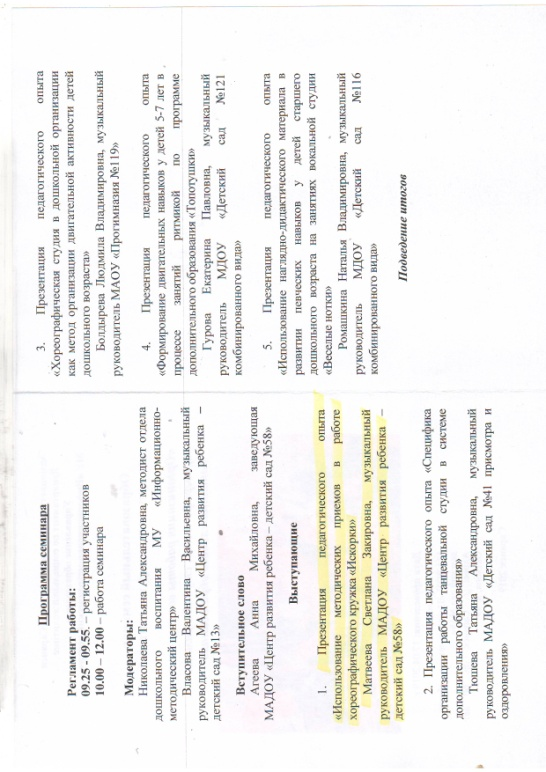 Программа семинара
Регламент работы:
09.25 - 09.55. – регистрация участников
10.00 – 12.00 – работа семинара
Модераторы:
Николаева Татьяна Александровна, методист отдела
дошкольного воспитания МУ «Информационно-
методический центр»
Власова Валентина Васильевна, музыкальный
руководитель МАДОУ «Центр развития ребенка –
детский сад №13»
Вступительное слово
Агеева Анна Михайловна, заведующая
МАДОУ «Центр развития ребенка – детский сад №58»
Выступающие
1. Презентация педагогического опыта
«Использование методических приемов в работе
хореографического кружка «Искорки»
Матвеева Светлана Закировна, музыкальный
руководитель МАДОУ «Центр развития ребенка –
детский сад №58»
2. Презентация педагогического опыта «Специфика
организации работы танцевальной студии в системе
дополнительного образования»
Тюшева Татьяна Александровна, музыкальный
руководитель МАДОУ «Детский сад №41 присмотра и
оздоровления»
3. Презентация педагогического опыта
«Хореографическая студия в дошкольной организации
как метод организации двигательной активности детей
дошкольного возраста»
Болдырева Людмила Владимировна, музыкальный
руководитель МАОУ «Прогимназия №119»
4. Презентация педагогического опыта
«Формирование двигательных навыков у детей 5-7 лет в
процессе занятий ритмикой по программе
дополнительного образования «Топотушки»
Гурова Екатерина Павловна, музыкальный
руководитель МДОУ «Детский сад №121
комбинированного вида»
5. Презентация педагогического опыта
«Использование наглядно-дидактического материала в
развитии певческих навыков у детей старшего
дошкольного возраста на занятиях вокальной студии
«Веселые нотки»
Ромашкина Наталья Владимировна, музыкальный
руководитель МДОУ «Детский сад №116
комбинированного вида»
Подведение итогов